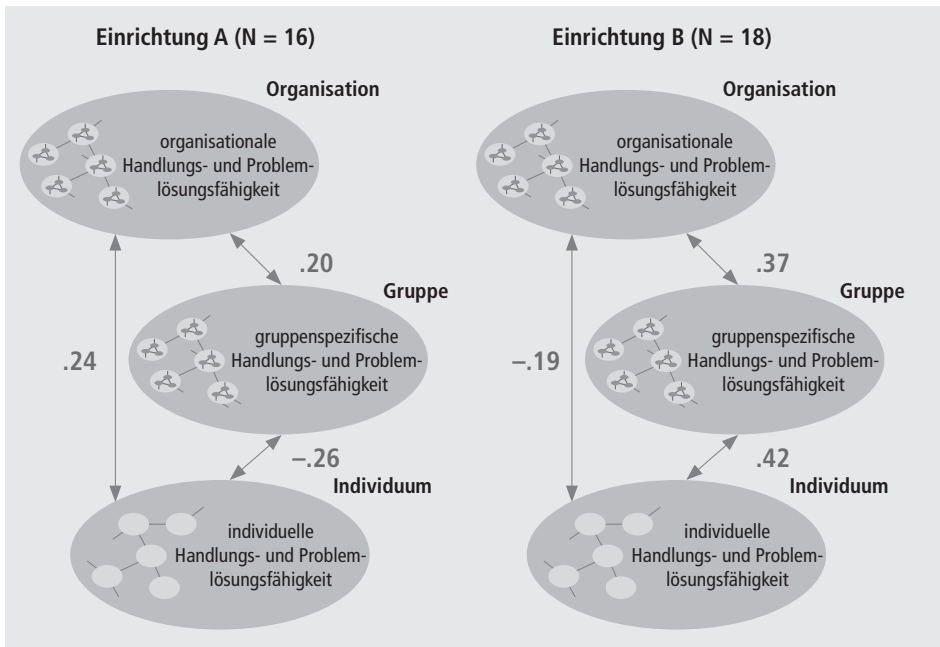 Einrichtung A (N = 16)
Organisation
organisationale
Handlungs- und Problem-
lösungsfähigkeit
.20
Gruppe
gruppenspezifische
Handlungs- und Problem-
lösungsfähigkeit
.24
–.26
Individuum
individuelle
Handlungs- und Problem-
lösungsfähigkeit
Einrichtung B (N = 18)
Organisation
organisationale
Handlungs- und Problem-
lösungsfähigkeit
.37
Gruppe
gruppenspezifische
Handlungs- und Problem-
lösungsfähigkeit
–.19
.42
Individuum
individuelle
Handlungs- und Problem-
lösungsfähigkeit